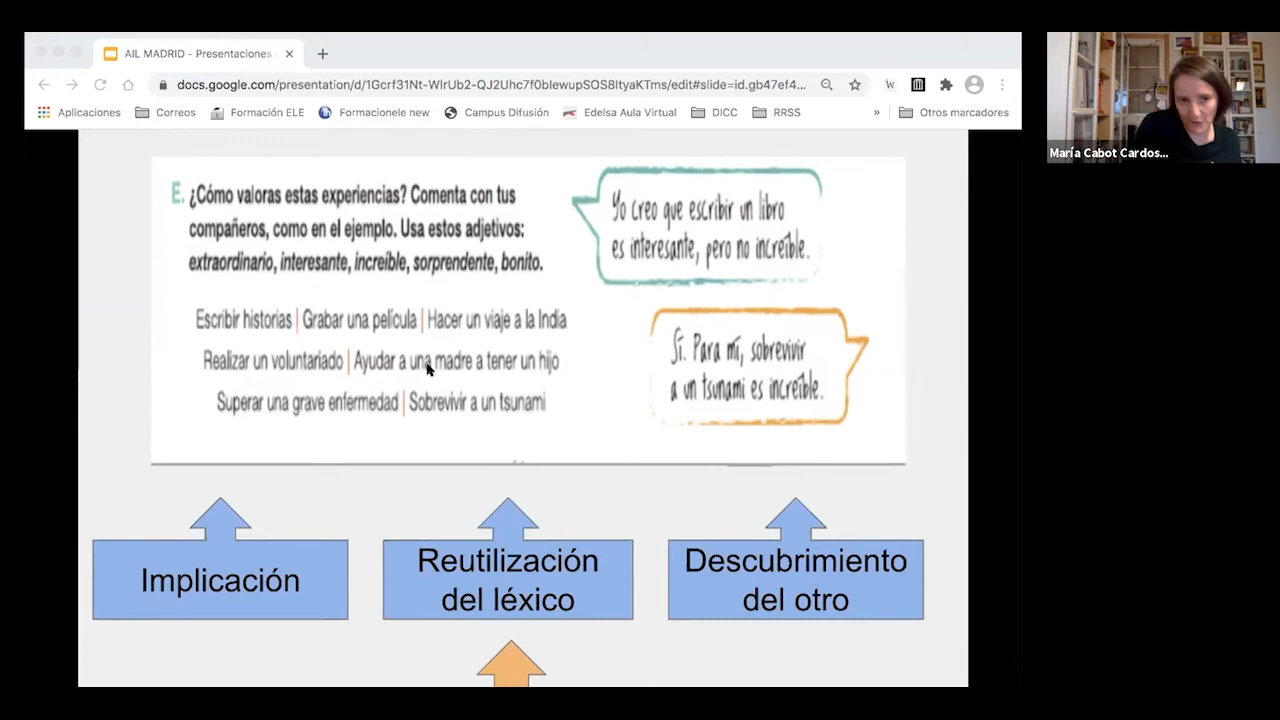 AIL MADRID - Presentaciones
docs.google.com/presentation/d/1Gcrf31Nt-WIrUb2-QJ2Uhc7f0bIewupSOS8ItyaKTms/edit#slide=id.gb47ef4...
Aplicaciones Correos Formación ELE Formacionele new Campus Difusión Edelsa Aula Virtual DICC RRSS » Otros marcadores
María Cabot Cardos...
E. ¿Cómo valoras estas experiencias? Comenta con tus
compañeros, como en el ejemplo. Usa estos adjetivos:
extraordinario, interesante, increíble, sorprendente, bonito.
Escribir historias | Grabar una película | Hacer un viaje a la India
Realizar un voluntariado | Ayudar a una madre a tener un hijo
Superar una grave enfermedad | Sobrevivir a un tsunami
Yo creo que escribir un libro
es interesante, pero no increíble.
Sí. Para mí, sobrevivir
a un tsunami es increíble.
Implicación
Reutilización
del léxico
Descubrimiento
del otro